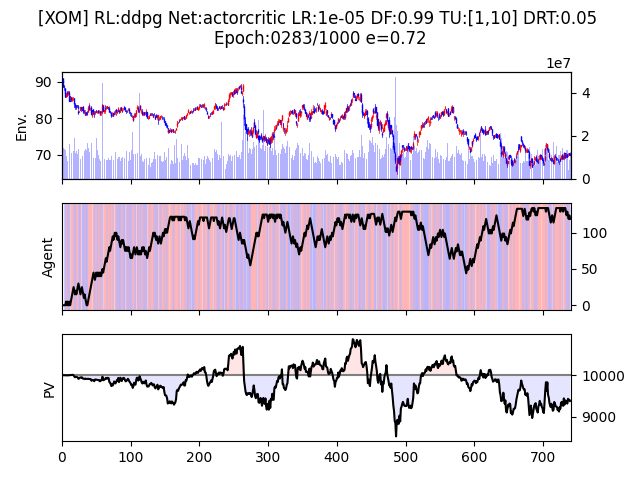 [XOM] RL:ddpg Net:actorcritic LR:1e-05 DF:0.99 TU:[1,10] DRT:0.05
Epoch:0283/1000 e=0.72
1e7
Env.
90
80
70
4
2
0
Agent
100
50
0
PV
10000
9000
0 100 200 300 400 500 600 700